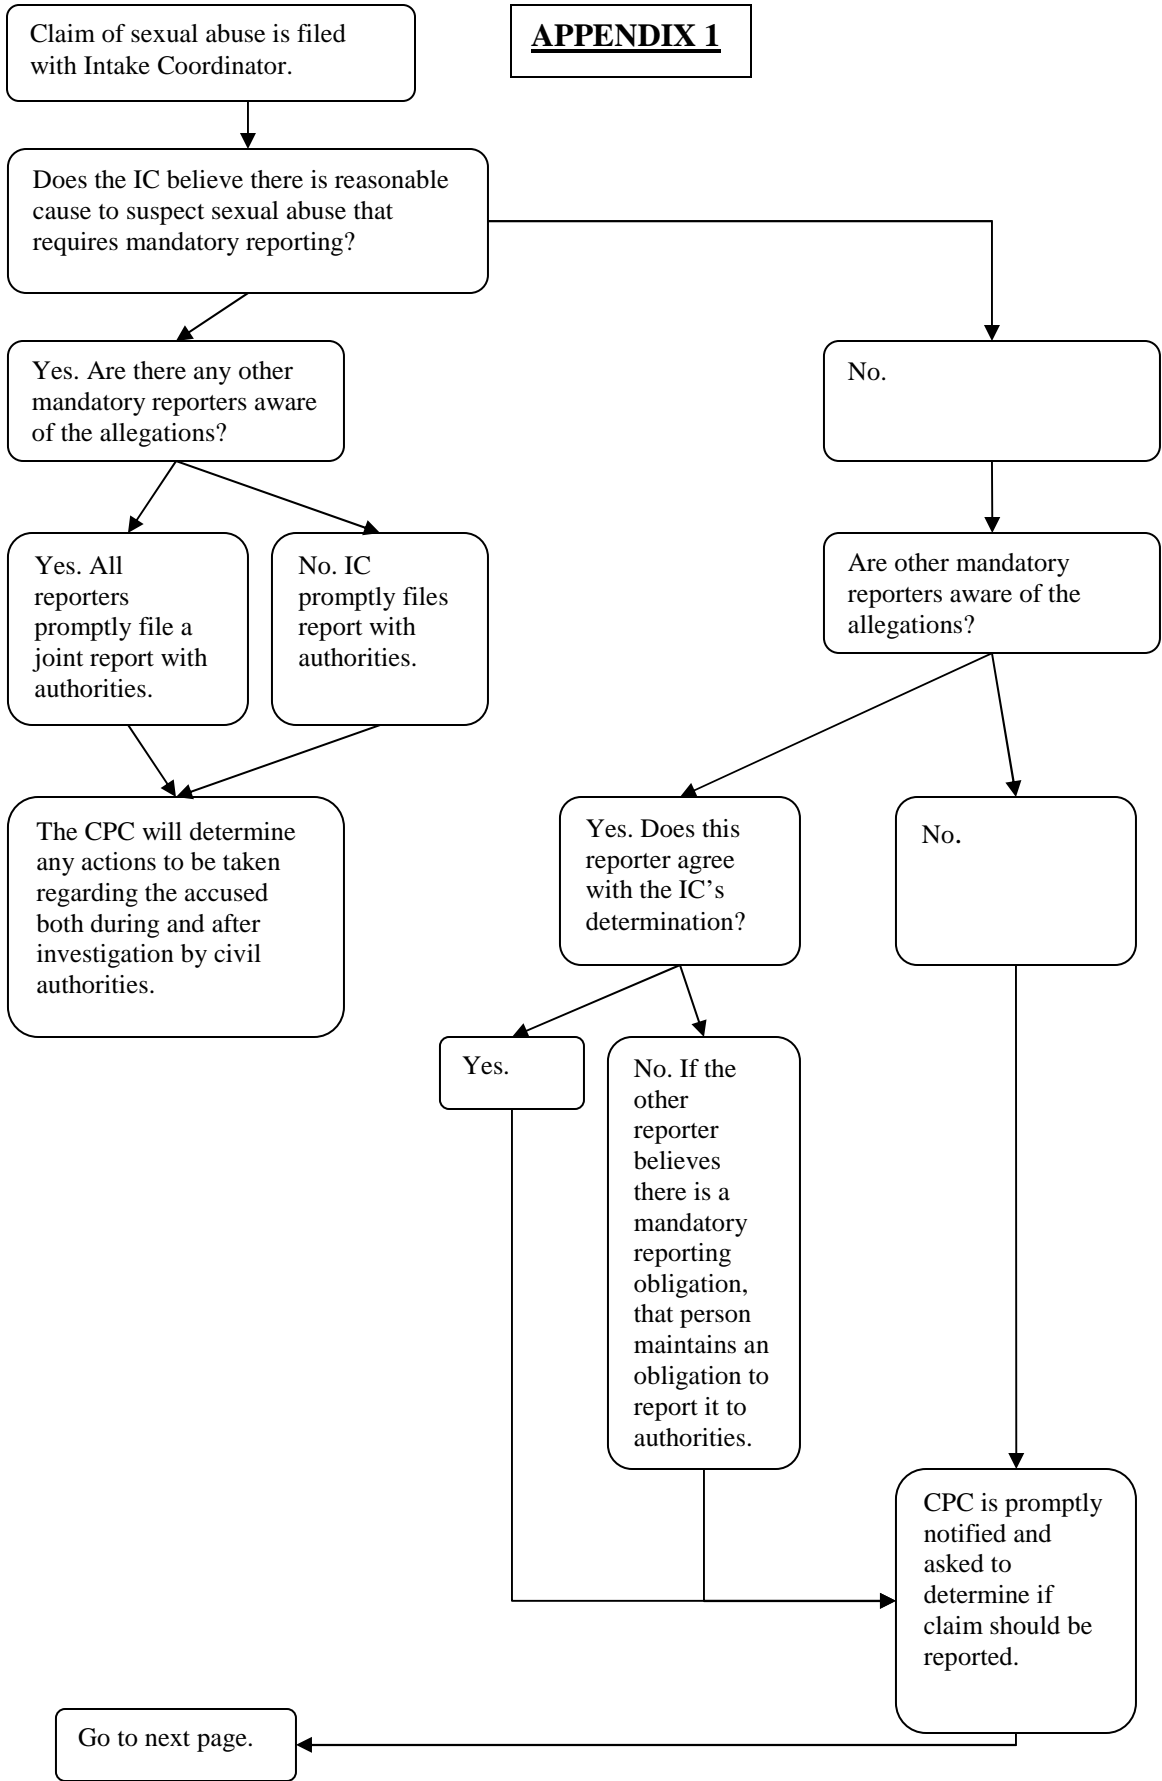 Claim of sexual abuse is filed
with Intake Coordinator.
APPENDIX 1
Does the IC believe there is reasonable
cause to suspect sexual abuse that
requires mandatory reporting?
Yes. Are there any other
mandatory reporters aware
of the allegations?
No.
Yes. All
reporters
promptly file a
joint report with
authorities.
No. IC
promptly files
report with
authorities.
Are other mandatory
reporters aware of the
allegations?
The CPC will determine
any actions to be taken
regarding the accused
both during and after
investigation by civil
authorities.
Yes. Does this
reporter agree
with the IC’s
determination?
No.
Yes.
No. If the
other
reporter
believes
there is a
mandatory
reporting
obligation,
that person
maintains an
obligation to
report it to
authorities.
CPC is promptly
notified and
asked to
determine if
claim should be
reported.
Go to next page.